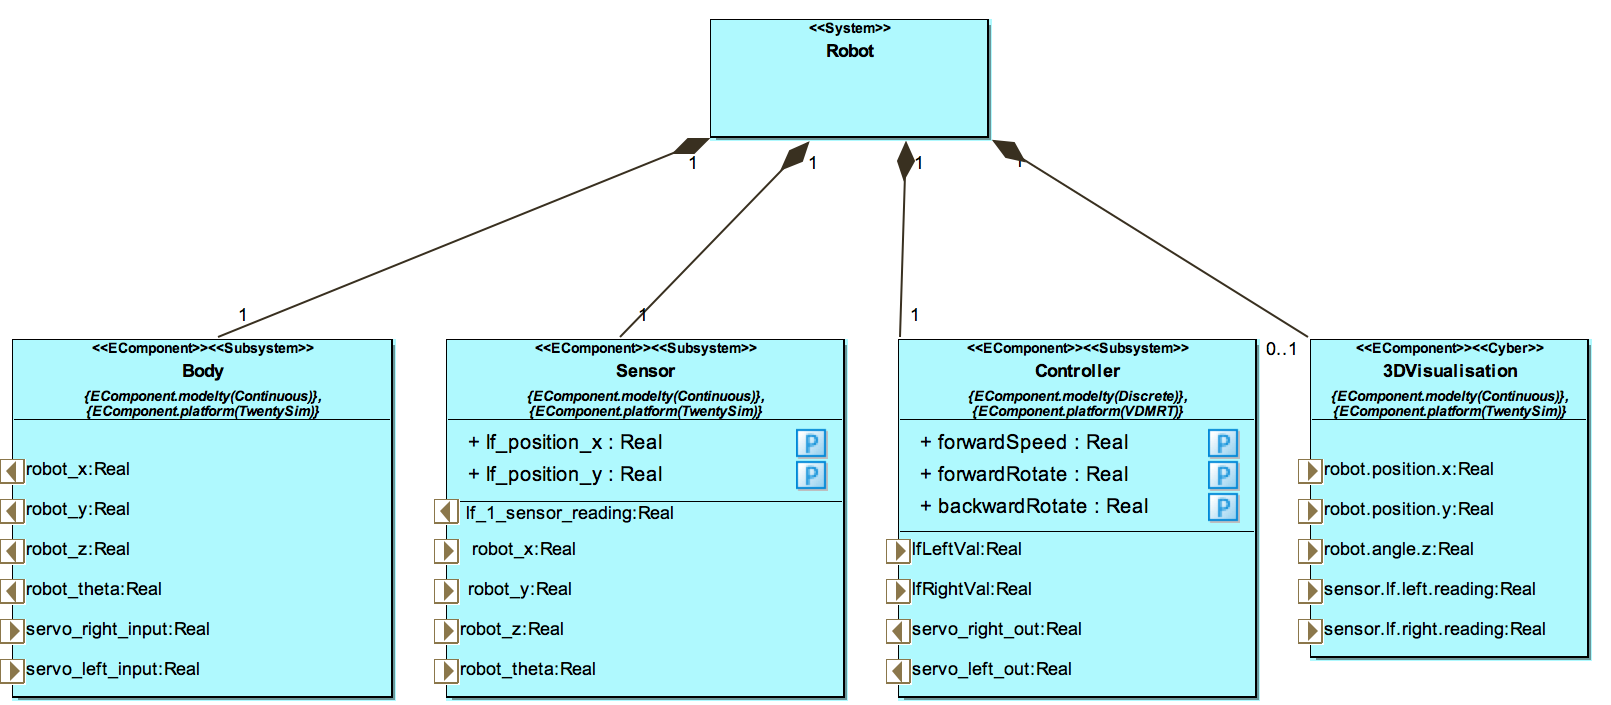 <<System>>
Robot
1
1
1
1
1
1
1
0..1
<<EComponent>><<Subsystem>>
Body
{EComponent.modelty(Continuous)},
{EComponent.platform(TwentySim)}
robot_x:Real
robot_y:Real
robot_z:Real
robot_theta:Real
servo_right_input:Real
servo_left_input:Real
<<EComponent>><<Subsystem>>
Sensor
{EComponent.modelty(Continuous)},
{EComponent.platform(TwentySim)}
+ lf_position_x : Real P
+ lf_position_y : Real P
lf_1_sensor_reading:Real
robot_x:Real
robot_y:Real
robot_z:Real
robot_theta:Real
<<EComponent>><<Subsystem>>
Controller
{EComponent.modelty(Discrete)},
{EComponent.platform(VDMRT)}
+ forwardSpeed : Real P
+ forwardRotate : Real P
+ backwardRotate : Real P
lfLeftVal:Real
lfRightVal:Real
servo_right_out:Real
servo_left_out:Real
<<EComponent>><<Cyber>>
3DVisualisation
{EComponent.modelty(Continuous)},
{EComponent.platform(TwentySim)}
robot.position.x:Real
robot.position.y:Real
robot.angle.z:Real
sensor.lf.left.reading:Real
sensor.lf.right.reading:Real